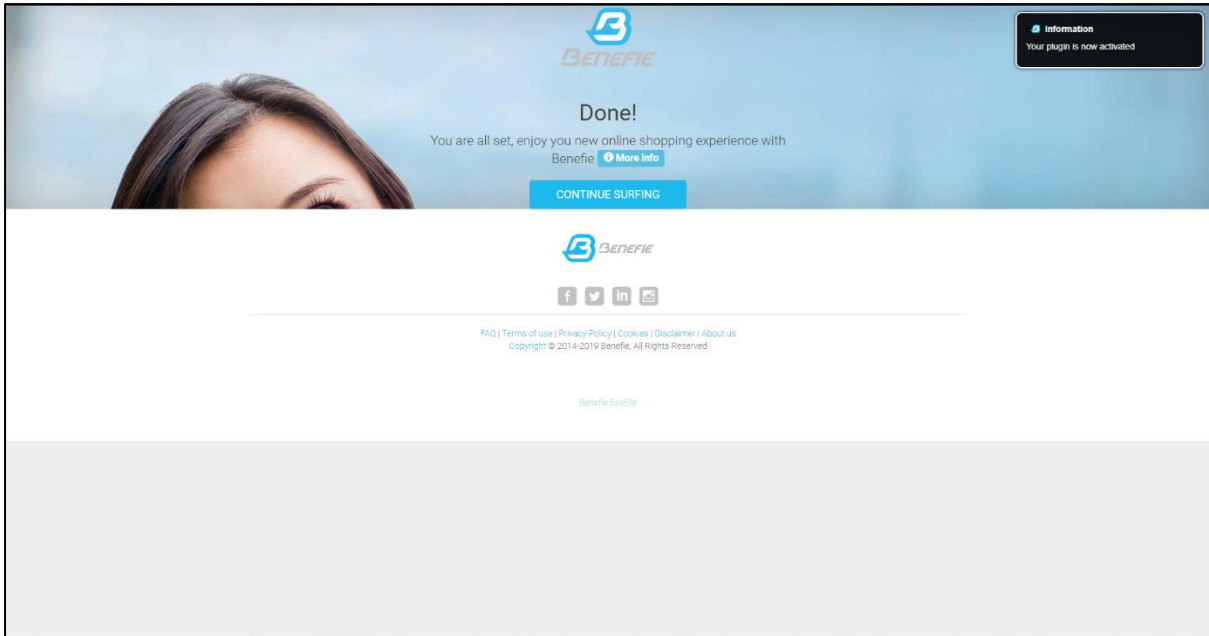 BENEFIE
Information
Your plugin is now activated
Done!
You are all set, enjoy you new online shopping experience with
Benefie More info
CONTINUE SURFING
BENEFIE
FAQ | Terms of use | Privacy Policy | Cookies | Disclaimer | About us
Copyright © 2014-2019 Benefie, All Rights Reserved
Benefie EssElle